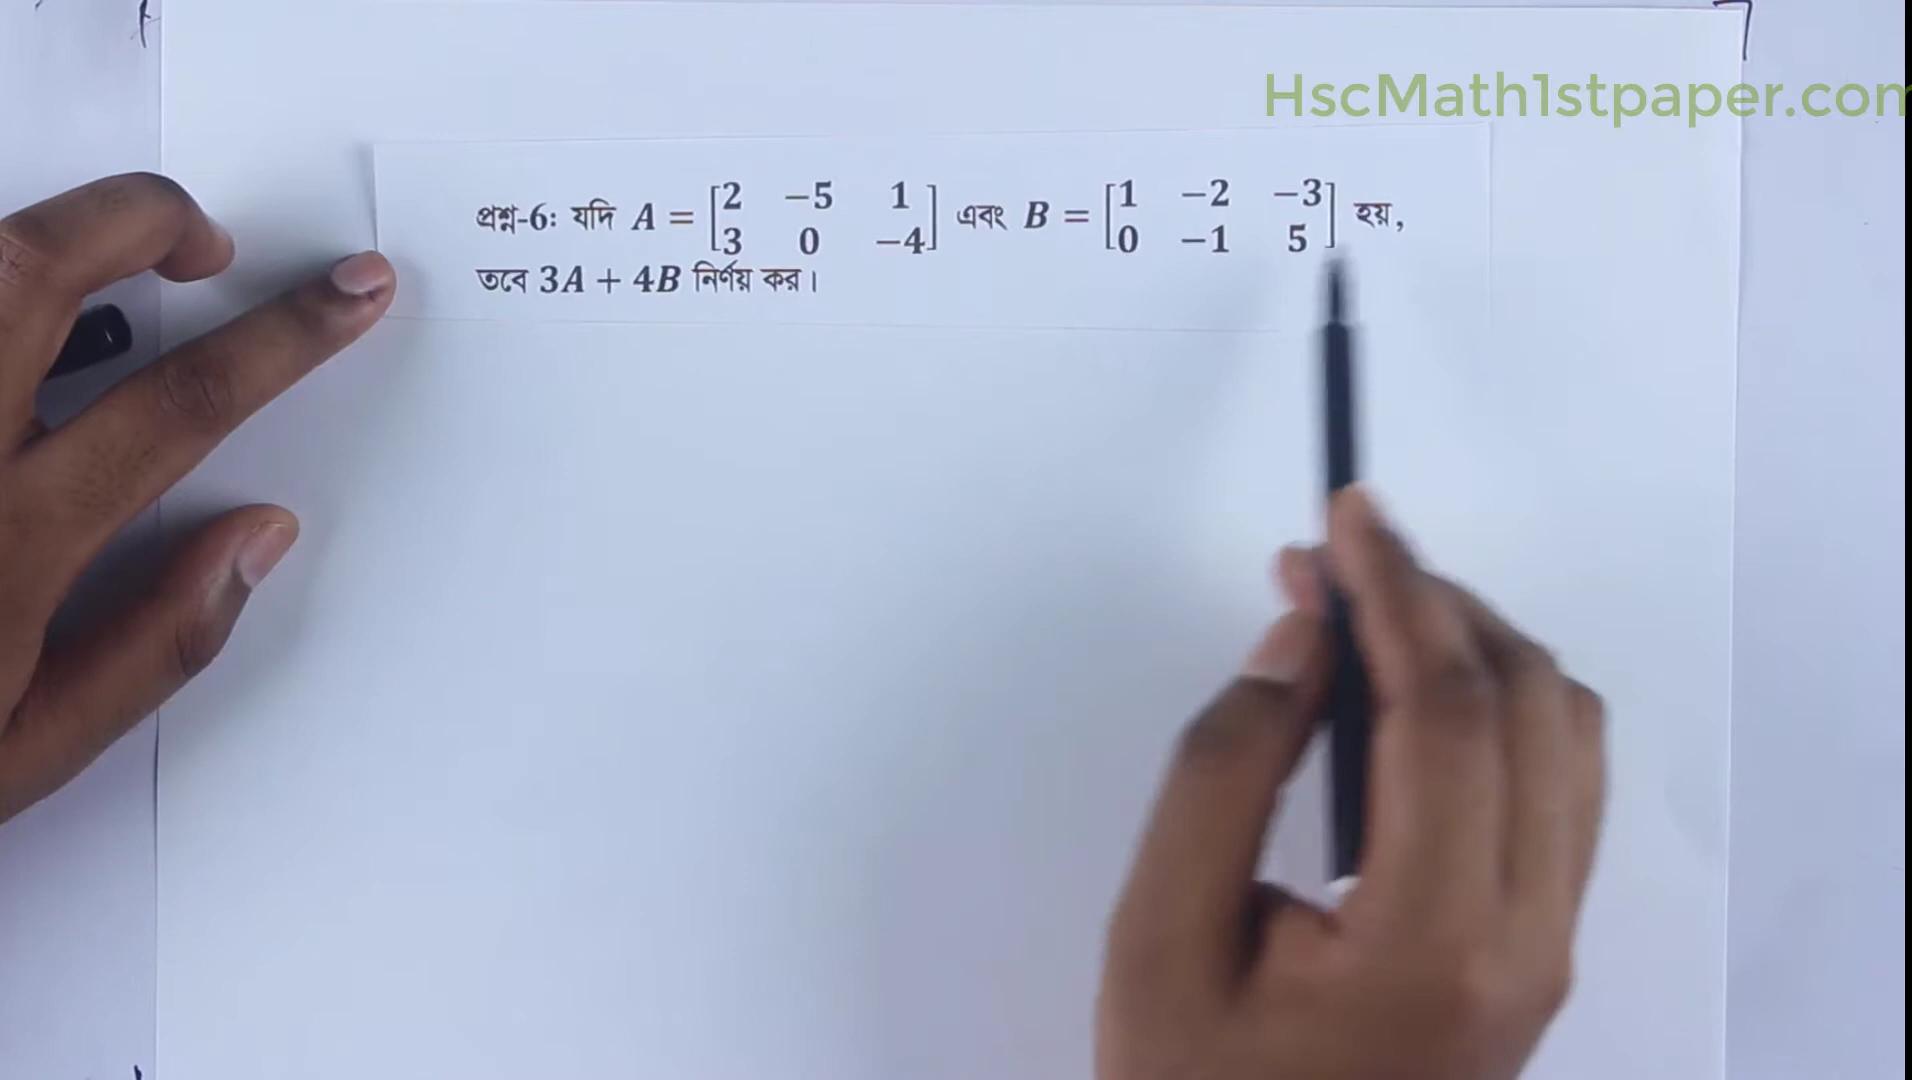 HscMath1stpaper.com
প্রশ্ন-6: যদি A = [2 −5 1
3 0 −4] এবং B = [1 −2 −3
0 −1 5] হয়,
তবে 3A + 4B নির্ণয় কর।